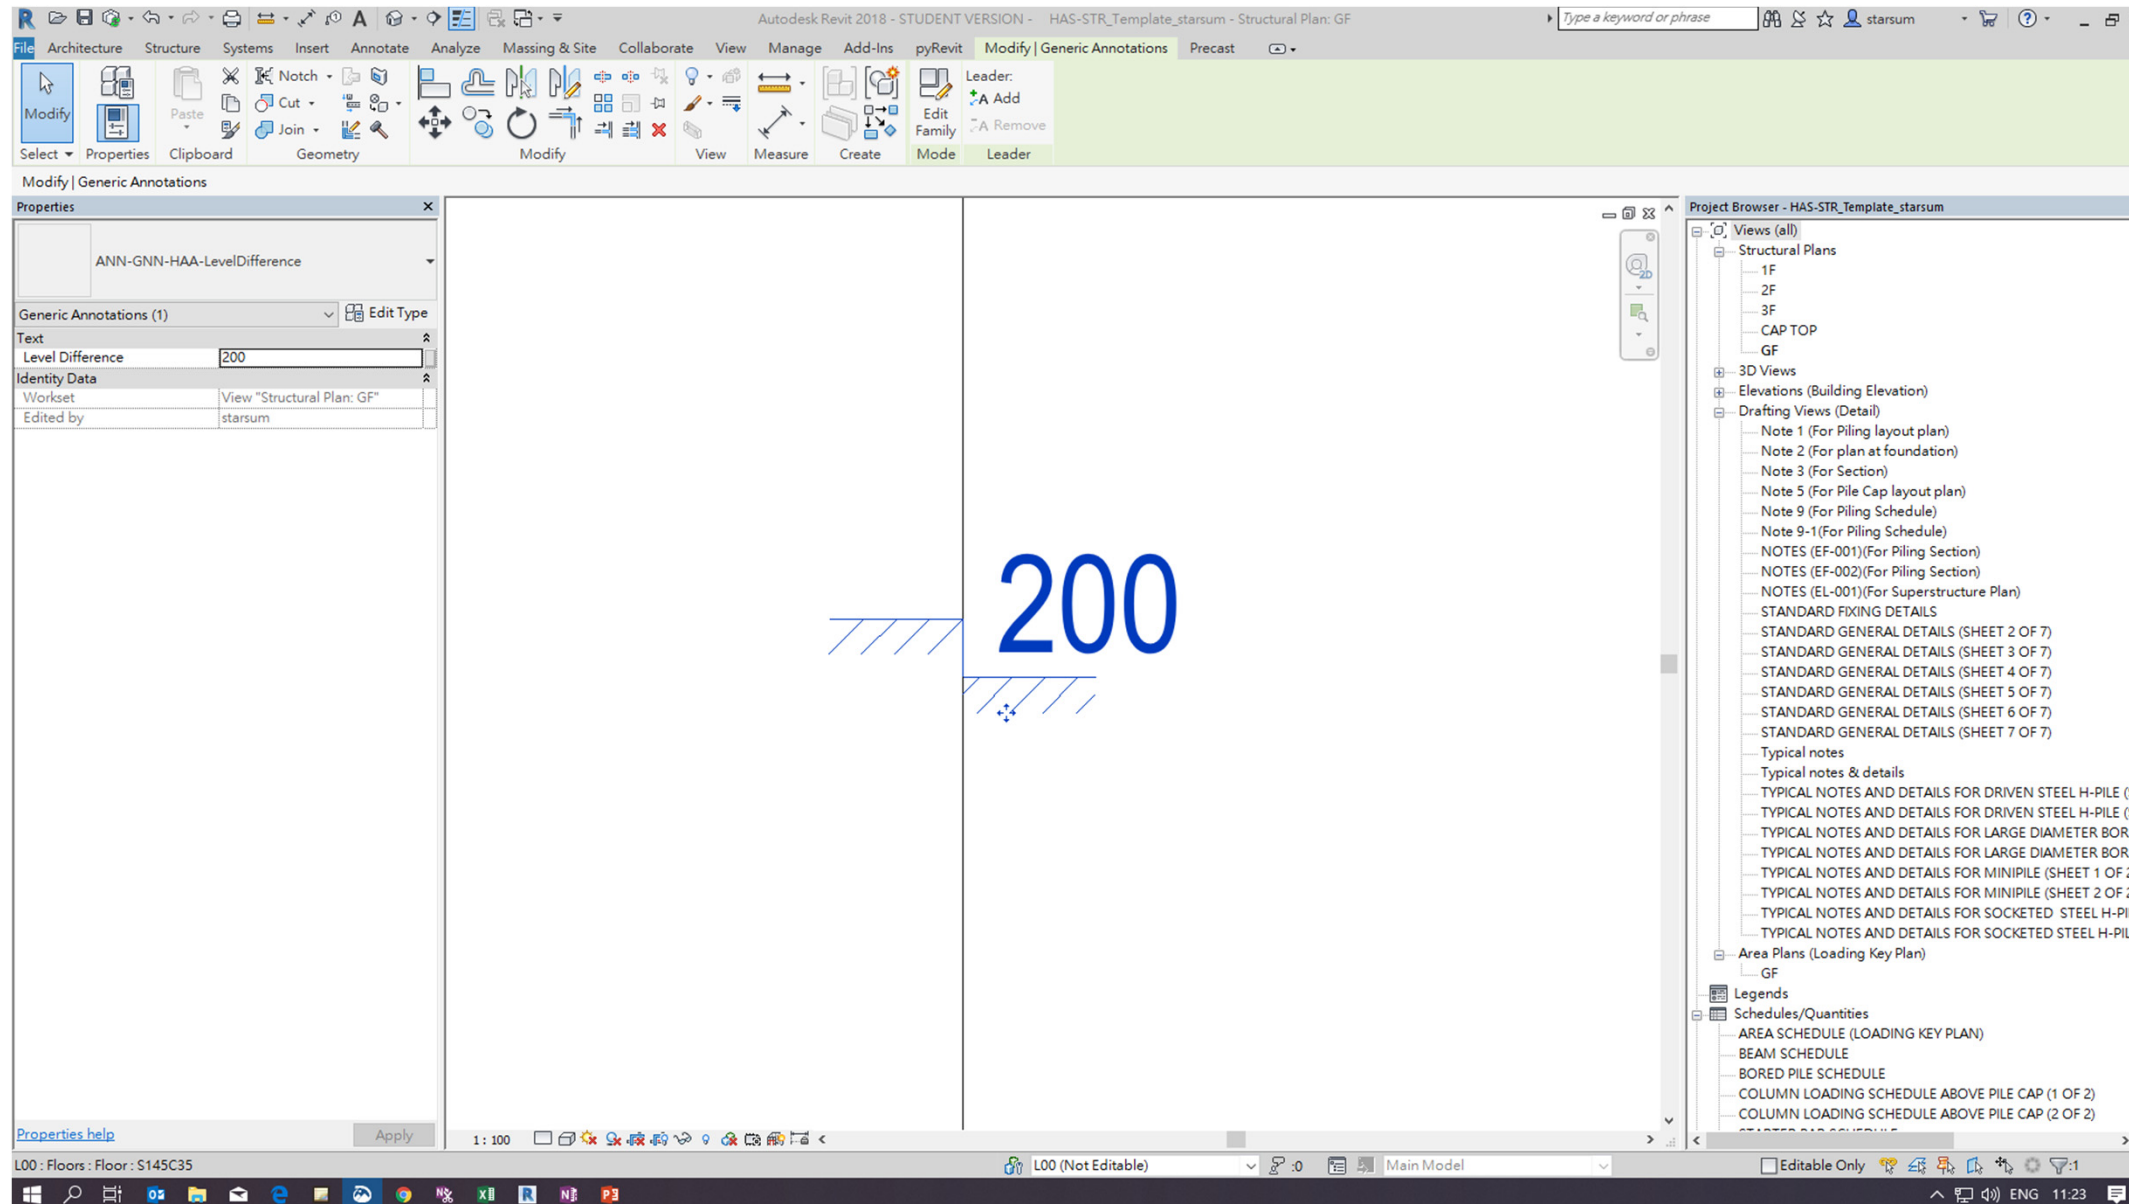 Autodesk Revit 2018 - STUDENT VERSION - HAS-STR_Template_starsum - Structural Plan: GF
Type a keyword or phrase
starsum
File Architecture Structure Systems Insert Annotate Analyze Massing & Site Collaborate View Manage Add-Ins pyRevit Modify | Generic Annotations Precast
Modify
Paste
Notch
Cut
Join
Edit Family
Leader:
Add
Remove
Select Properties Clipboard Geometry Modify View Measure Create Mode Leader
Modify | Generic Annotations
Properties
ANN-GNN-HAA-LevelDifference
Generic Annotations (1) Edit Type
Text
Level Difference 200
Identity Data
Workset View "Structural Plan: GF"
Edited by starsum
Properties help Apply
200
2D
1 : 100
Project Browser - HAS-STR_Template_starsum
Views (all)
Structural Plans
1F
2F
3F
CAP TOP
GF
3D Views
Elevations (Building Elevation)
Drafting Views (Detail)
Note 1 (For Piling layout plan)
Note 2 (For plan at foundation)
Note 3 (For Section)
Note 5 (For Pile Cap layout plan)
Note 9 (For Piling Schedule)
Note 9-1(For Piling Schedule)
NOTES (EF-001)(For Piling Section)
NOTES (EF-002)(For Piling Section)
NOTES (EL-001)(For Superstructure Plan)
STANDARD FIXING DETAILS
STANDARD GENERAL DETAILS (SHEET 2 OF 7)
STANDARD GENERAL DETAILS (SHEET 3 OF 7)
STANDARD GENERAL DETAILS (SHEET 4 OF 7)
STANDARD GENERAL DETAILS (SHEET 5 OF 7)
STANDARD GENERAL DETAILS (SHEET 6 OF 7)
STANDARD GENERAL DETAILS (SHEET 7 OF 7)
Typical notes
Typical notes & details
TYPICAL NOTES AND DETAILS FOR DRIVEN STEEL H-PILE (
TYPICAL NOTES AND DETAILS FOR DRIVEN STEEL H-PILE (
TYPICAL NOTES AND DETAILS FOR LARGE DIAMETER BOR
TYPICAL NOTES AND DETAILS FOR LARGE DIAMETER BOR
TYPICAL NOTES AND DETAILS FOR MINIPILE (SHEET 1 OF 2
TYPICAL NOTES AND DETAILS FOR MINIPILE (SHEET 2 OF 2
TYPICAL NOTES AND DETAILS FOR SOCKETED STEEL H-PI
TYPICAL NOTES AND DETAILS FOR SOCKETED STEEL H-PIL
Area Plans (Loading Key Plan)
GF
Legends
Schedules/Quantities
AREA SCHEDULE (LOADING KEY PLAN)
BEAM SCHEDULE
BORED PILE SCHEDULE
COLUMN LOADING SCHEDULE ABOVE PILE CAP (1 OF 2)
COLUMN LOADING SCHEDULE ABOVE PILE CAP (2 OF 2)
L00 : Floors : Floor : S145C35 L00 (Not Editable) :0 Main Model Editable Only :1
ENG 11:23